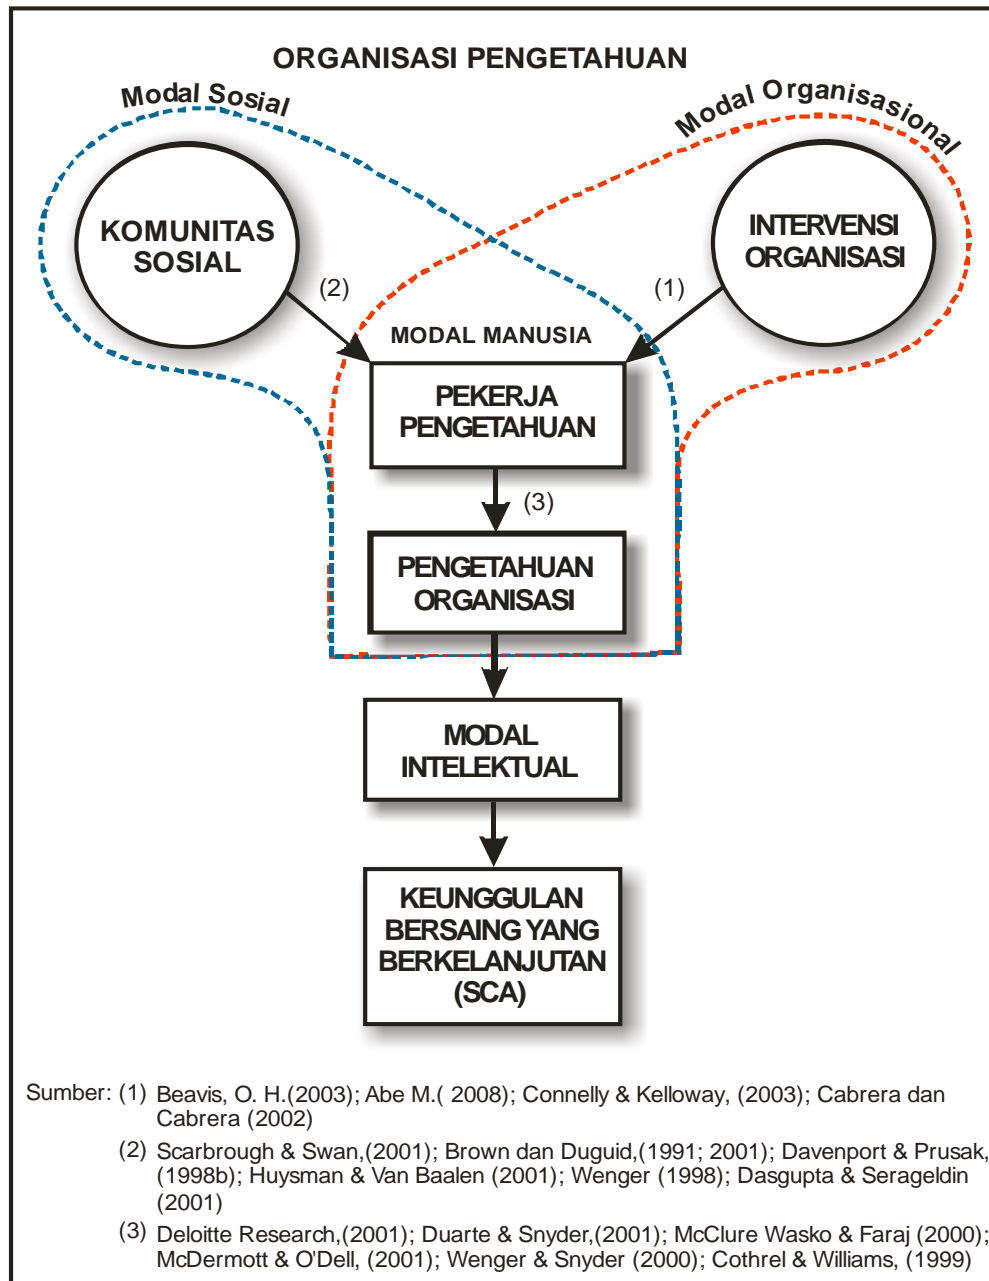 ORGANISASI PENGETAHUAN
Modal Sosial
Modal Organisasional
KOMUNITAS
SOSIAL
INTERVENSI
ORGANISASI
(2)
(1)
MODAL MANUSIA
PEKERJA
PENGETAHUAN
(3)
PENGETAHUAN
ORGANISASI
MODAL
INTELEKTUAL
KEUNGGULAN
BERSAING YANG
BERKELANJUTAN
(SCA)
Sumber: (1) Beavis, O. H.(2003); Abe M.( 2008); Connelly & Kelloway, (2003); Cabrera dan
Cabrera (2002)
(2) Scarbrough & Swan,(2001); Brown dan Duguid,(1991; 2001); Davenport & Prusak,
(1998b); Huysman & Van Baalen (2001); Wenger (1998); Dasgupta & Serageldin
(2001)
(3) Deloitte Research,(2001); Duarte & Snyder,(2001); McClure Wasko & Faraj (2000);
McDermott & O'Dell, (2001); Wenger & Snyder (2000); Cothrel & Williams, (1999)